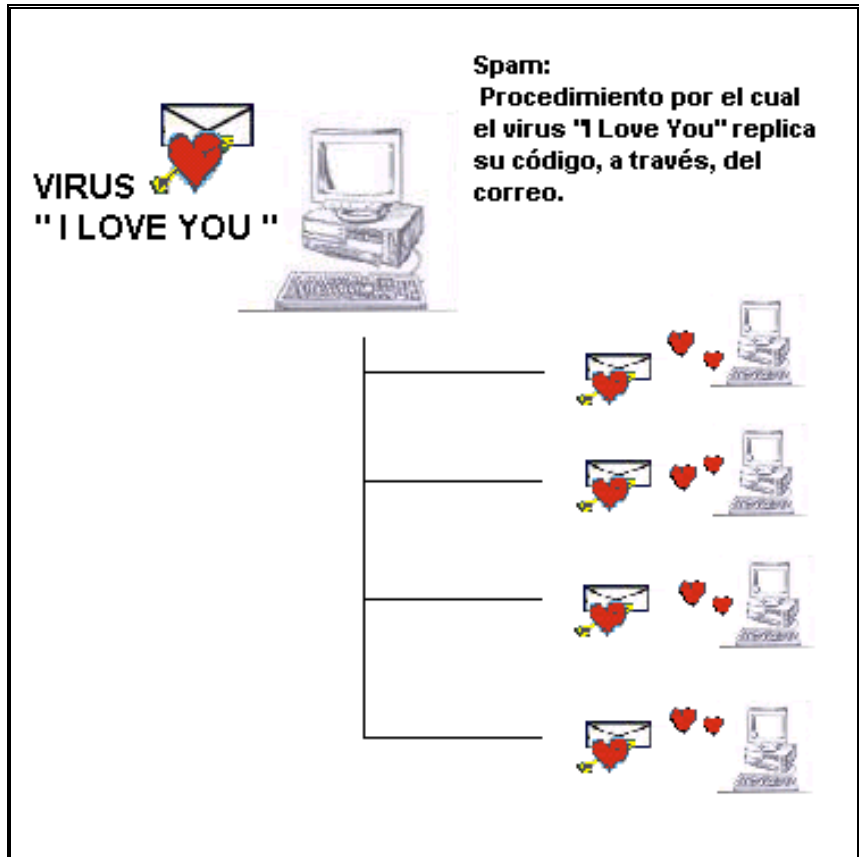 Spam:
Procedimiento por el cual
el virus "I Love You" replica
su código, a través, del
correo.
VIRUS
" I LOVE YOU "